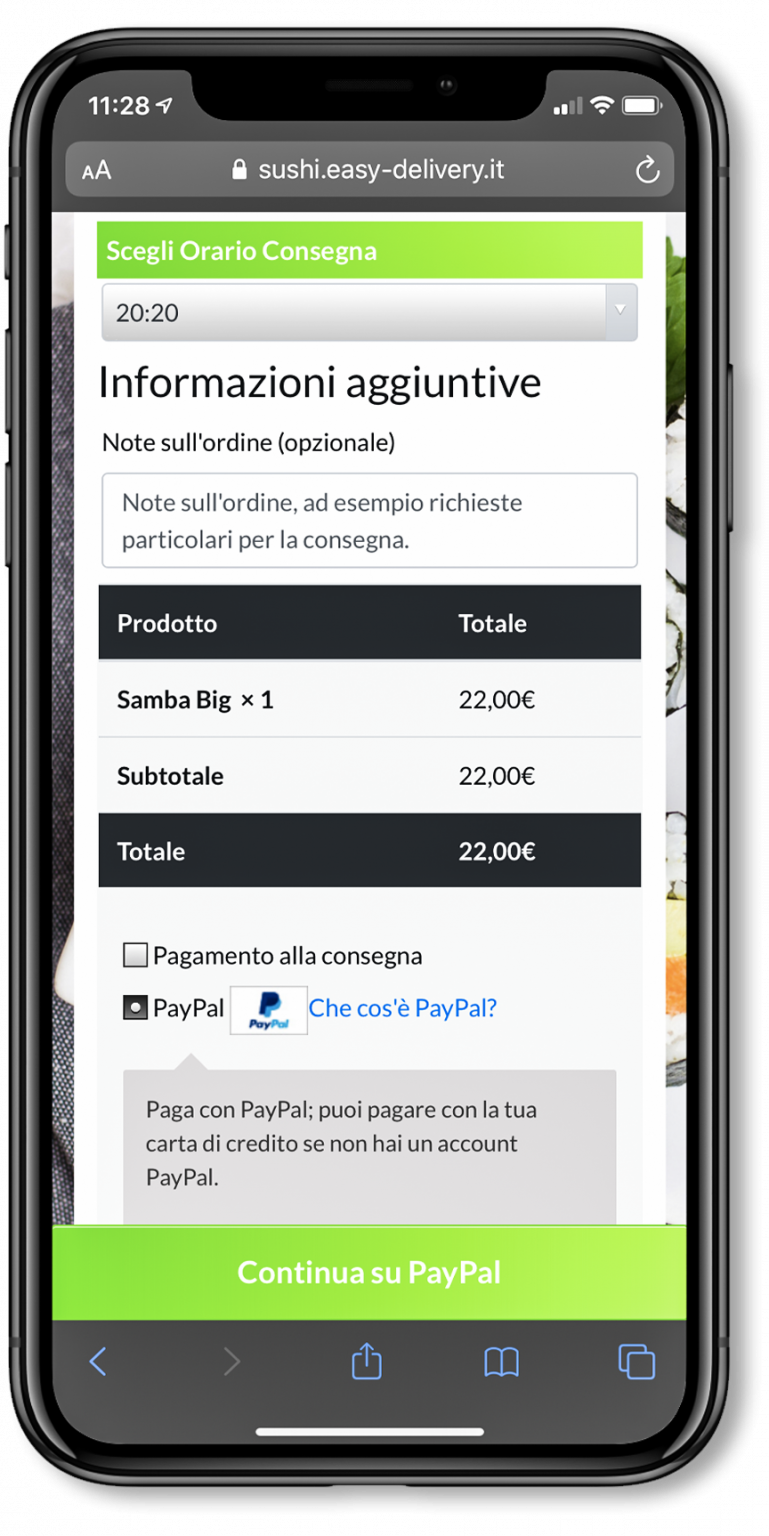 11:28
AA sushi.easy-delivery.it
Scegli Orario Consegna
20:20
Informazioni aggiuntive
Note sull'ordine (opzionale)
Note sull'ordine, ad esempio richieste
particolari per la consegna.
Prodotto Totale
Samba Big × 1 22,00€
Subtotale 22,00€
Totale 22,00€
Pagamento alla consegna
PayPal PayPal Che cos'è PayPal?
Paga con PayPal; puoi pagare con la tua
carta di credito se non hai un account
PayPal.
Continua su PayPal